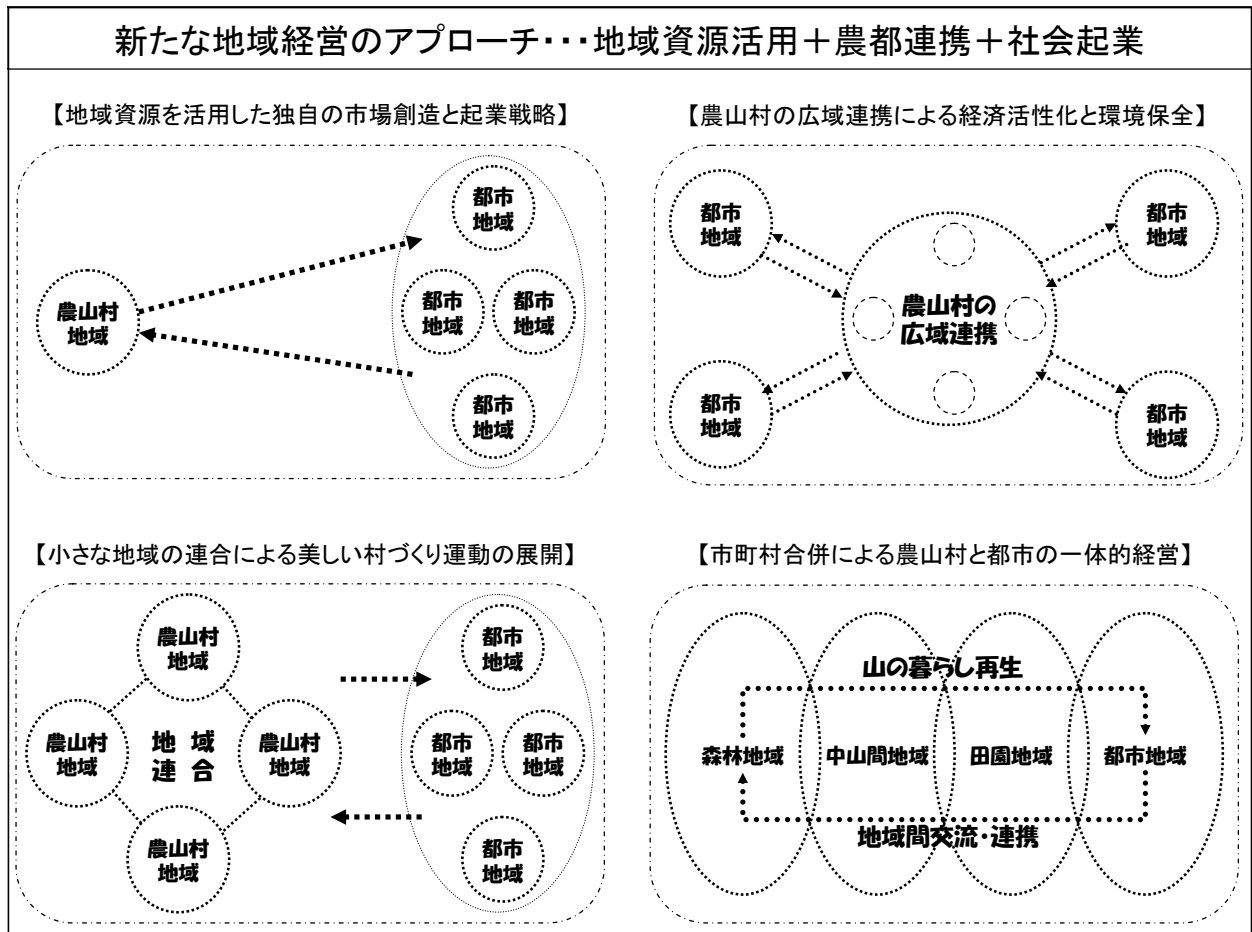 新たな地域経営のアプローチ・・・地域資源活用＋農都連携＋社会起業
【地域資源を活用した独自の市場創造と起業戦略】
都市
地域
農山村
地域
都市
地域
都市
地域
都市
地域
【農山村の広域連携による経済活性化と環境保全】
都市
地域
都市
地域
農山村の
広域連携
都市
地域
都市
地域
【小さな地域の連合による美しい村づくり運動の展開】
農山村
地域
都市
地域
農山村
地域
地 域
連 合
農山村
地域
都市
地域
都市
地域
農山村
地域
都市
地域
【市町村合併による農山村と都市の一体的経営】
山の暮らし再生
森林地域
中山間地域
田園地域
都市地域
地域間交流・連携